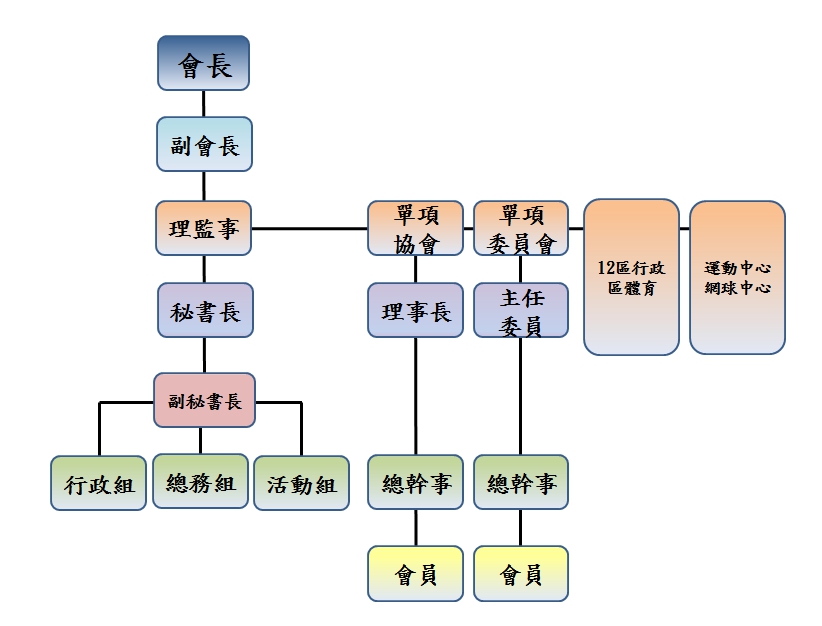 會長
副會長
理監事
單項
協會
單項
委員會
12區行政
區體育
運動中心
網球中心
秘書長
理事長
主任
委員
副秘書長
行政組
總務組
活動組
總幹事
總幹事
會員
會員